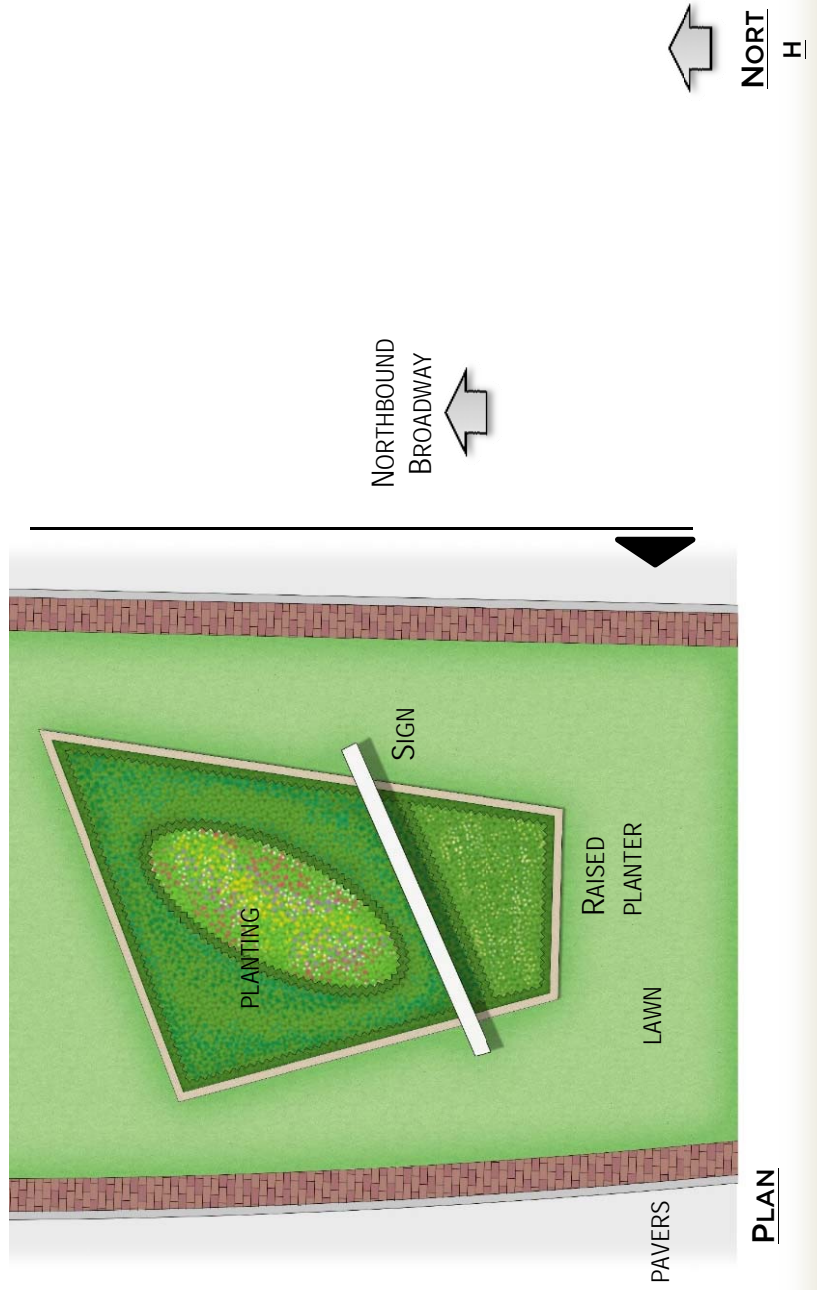 NORT
H
NORTHBOUND
BROADWAY
SIGN
PLANTING
RAISED
PLANTER
LAWN
PAVERS
PLAN